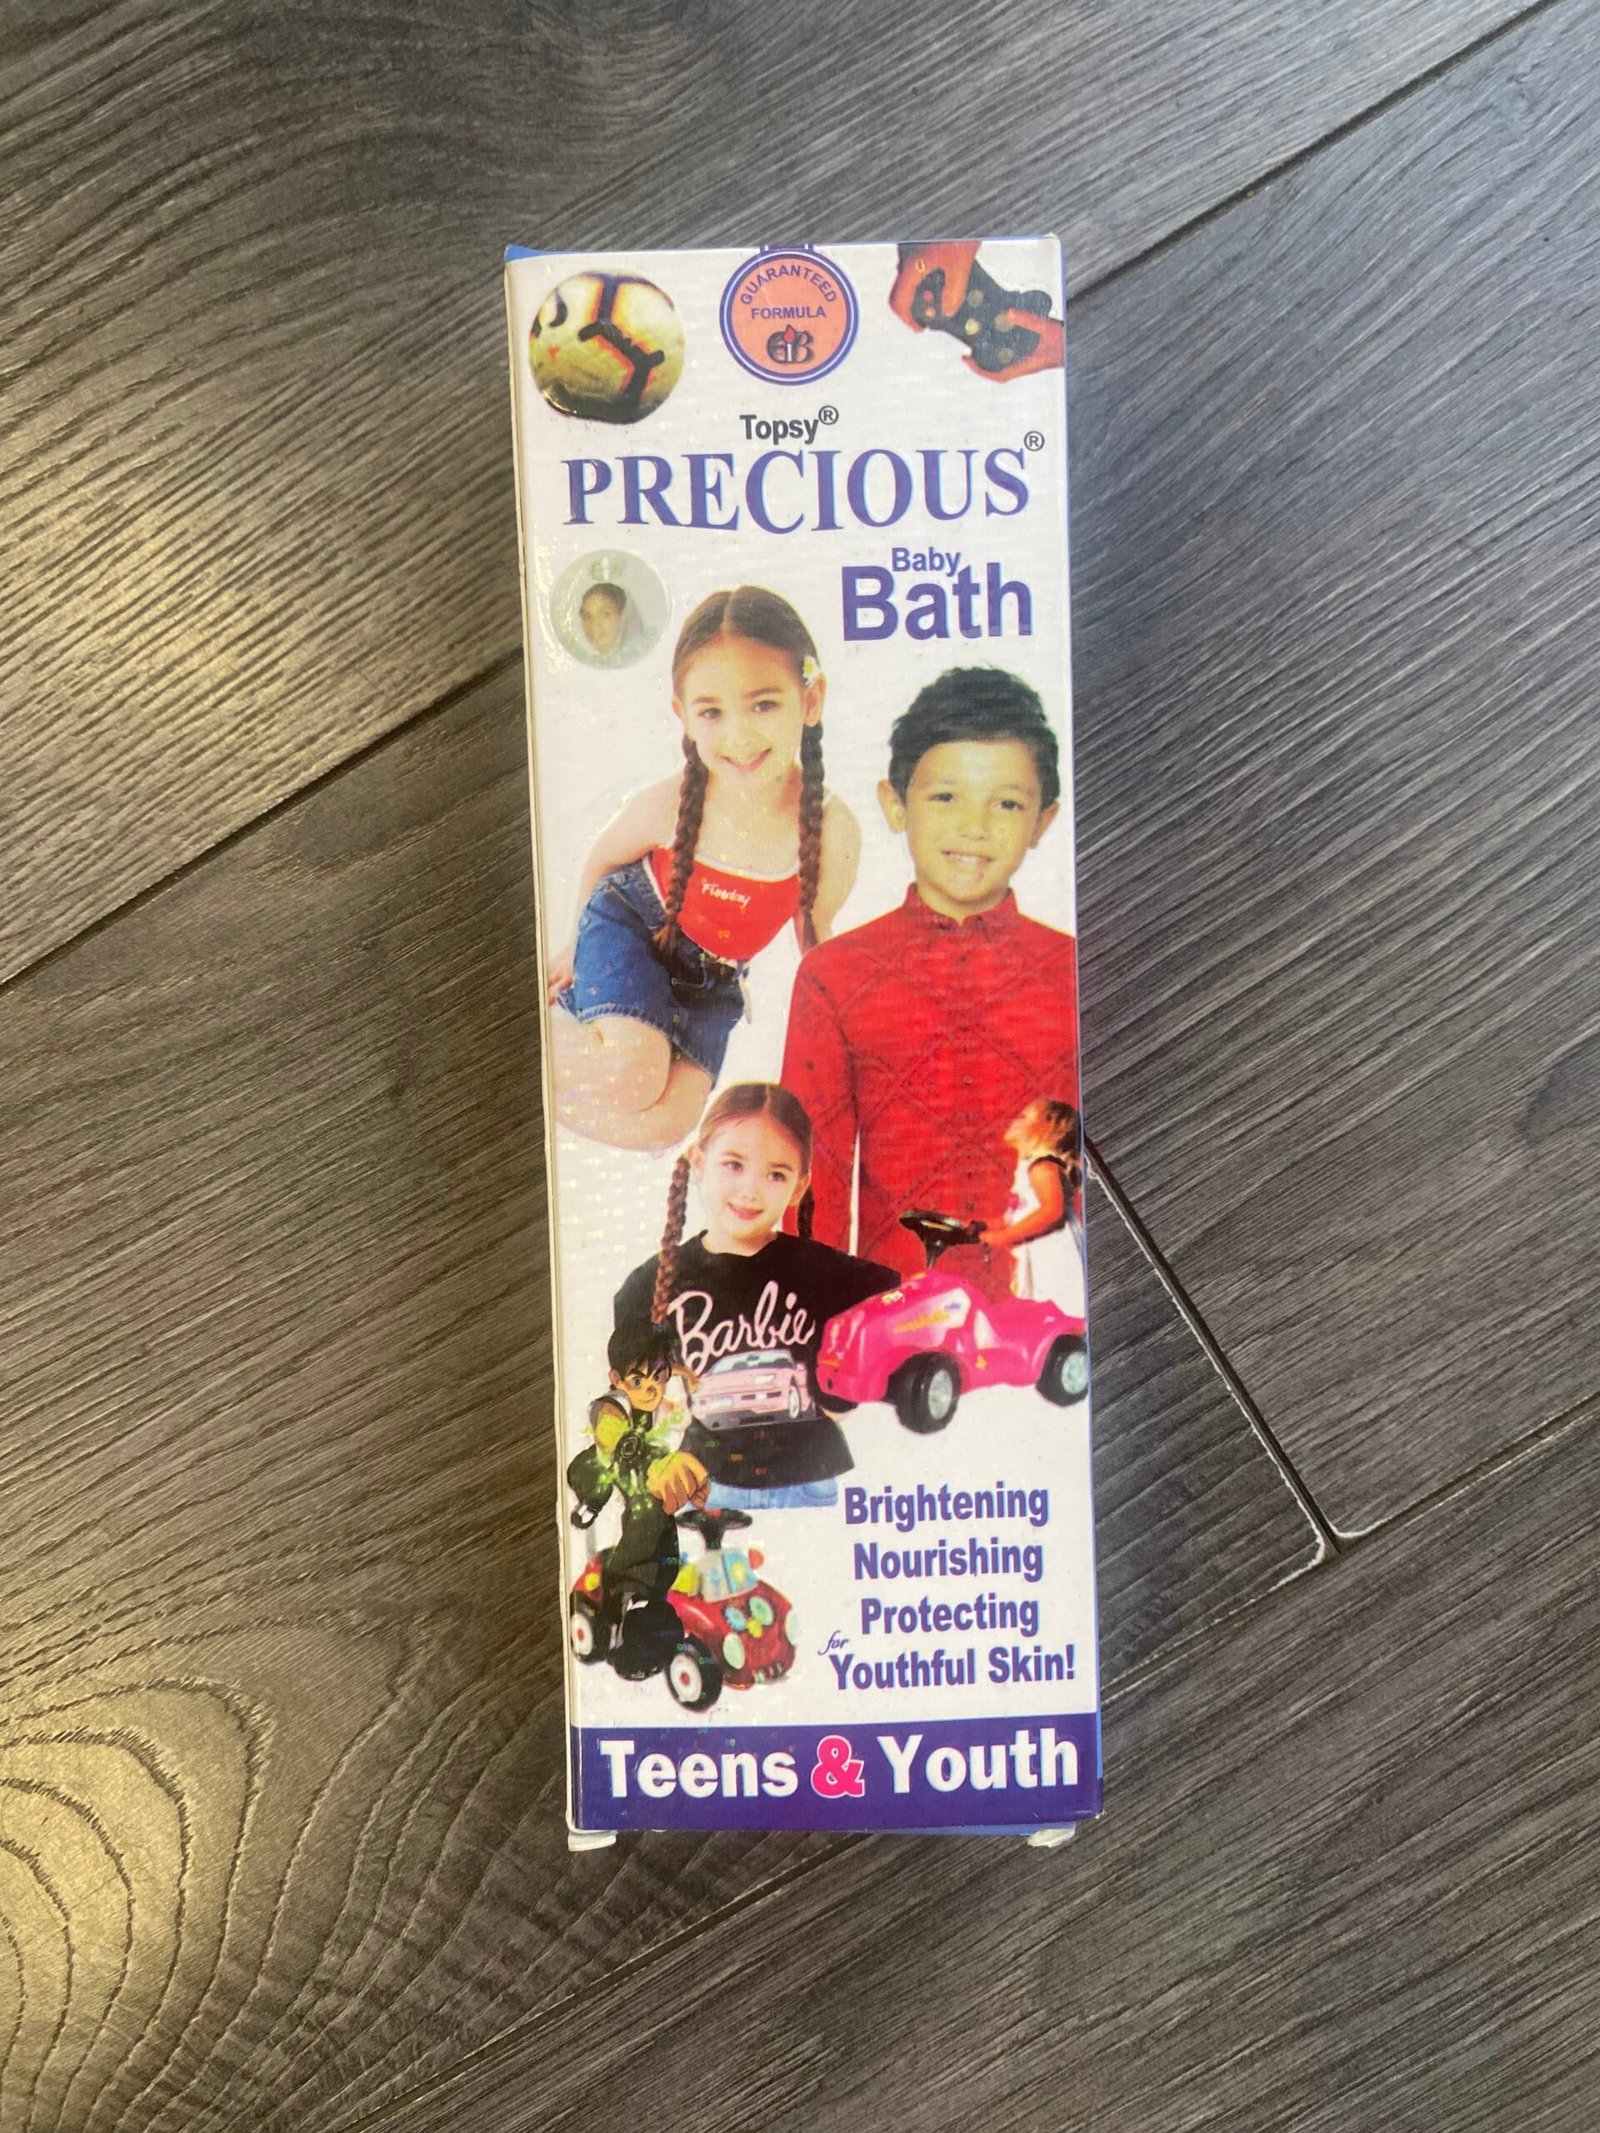 GUARANTEED
FORMULA
Topsy®
PRECIOUS®
Baby
Bath
Barbie
Brightening
Nourishing
Protecting
for
Youthful Skin!
Teens & Youth